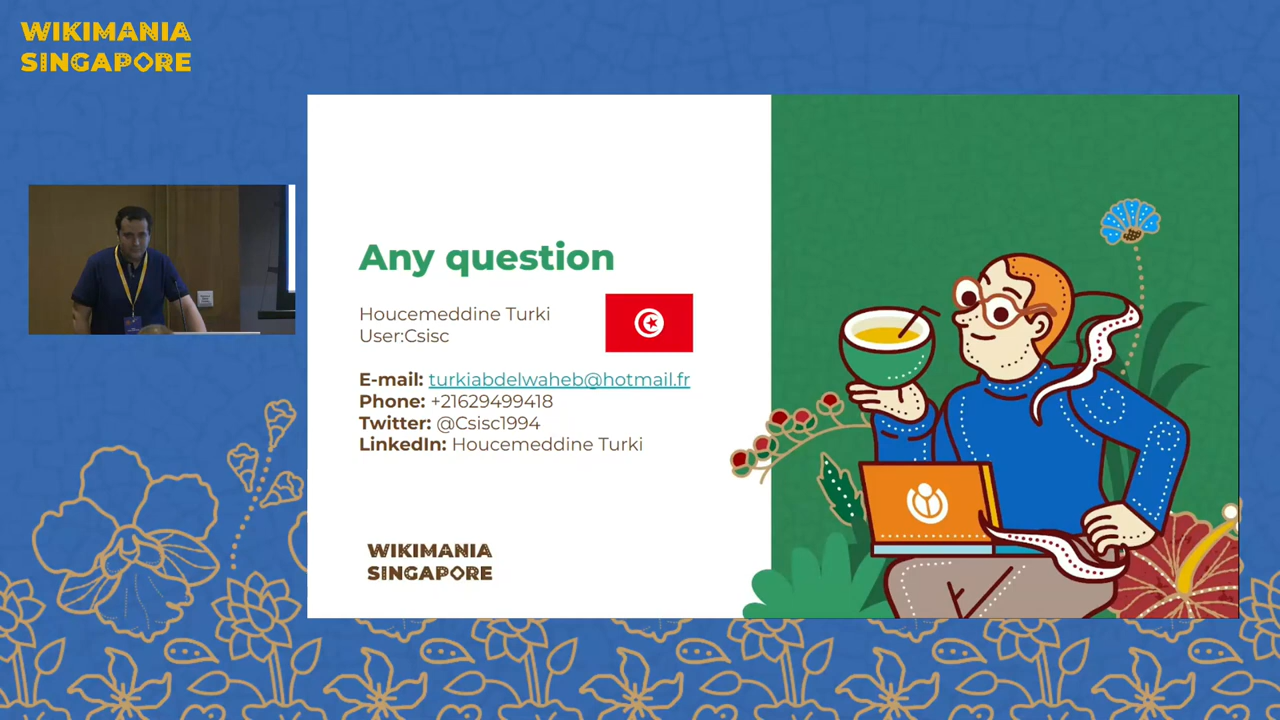 WIKIMANIA
SINGAPORE
Any question
Houcemeddine Turki
User:Csisc
E-mail: turkiabdelwaheb@hotmail.fr
Phone: +21629499418
Twitter: @Csisc1994
LinkedIn: Houcemeddine Turki
WIKIMANIA
SINGAPORE